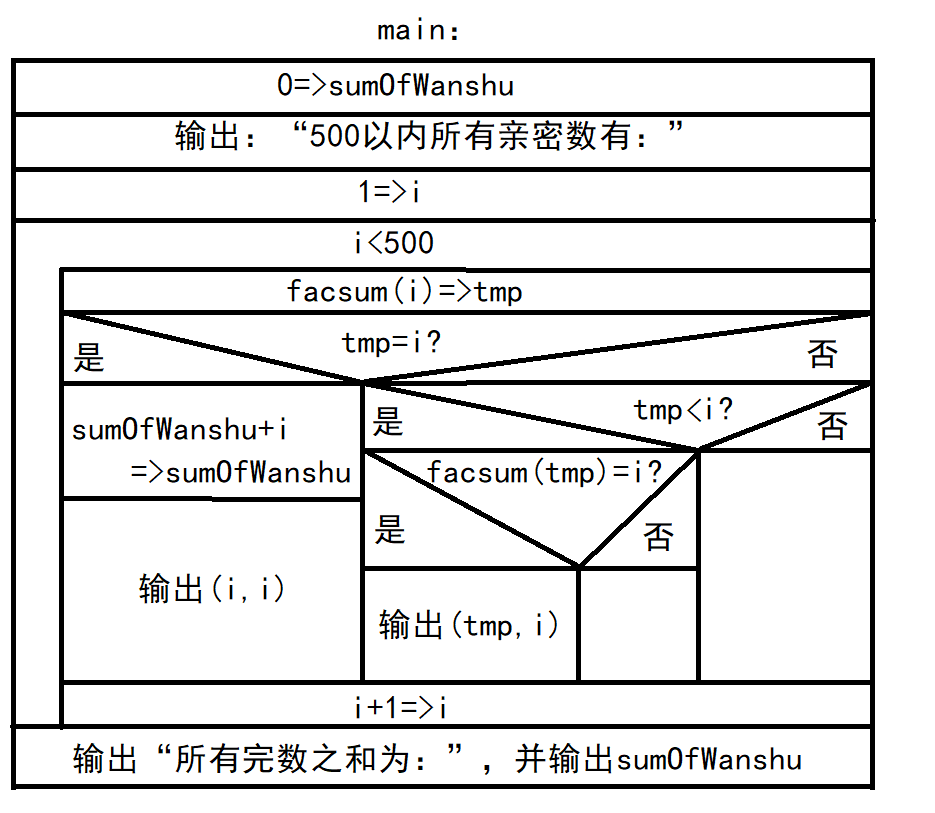 main：
0=>sumOfWanshu
输出：“500以内所有亲密数有：”
1=>i
i<500
facsum(i)=>tmp
tmp=i?
是
否
sumOfWanshu+i
=>sumOfWanshu
输出(i,i)
tmp<i?
是
否
facsum(tmp)=i?
是
否
输出(tmp,i)
i+1=>i
输出“所有完数之和为：”，并输出sumOfWanshu